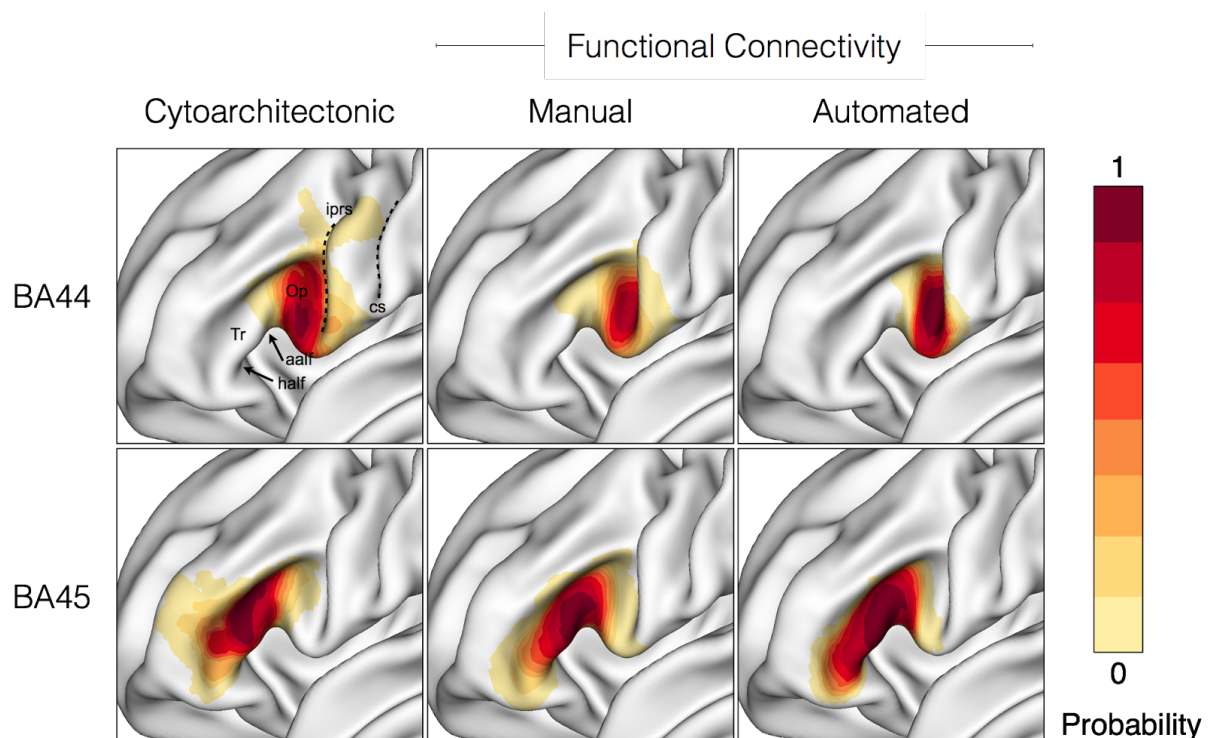 Functional Connectivity
Cytoarchitectonic
Manual
Automated
BA44
iprs
Op
cs
Tr
aalf
half
BA45
1
0
Probability